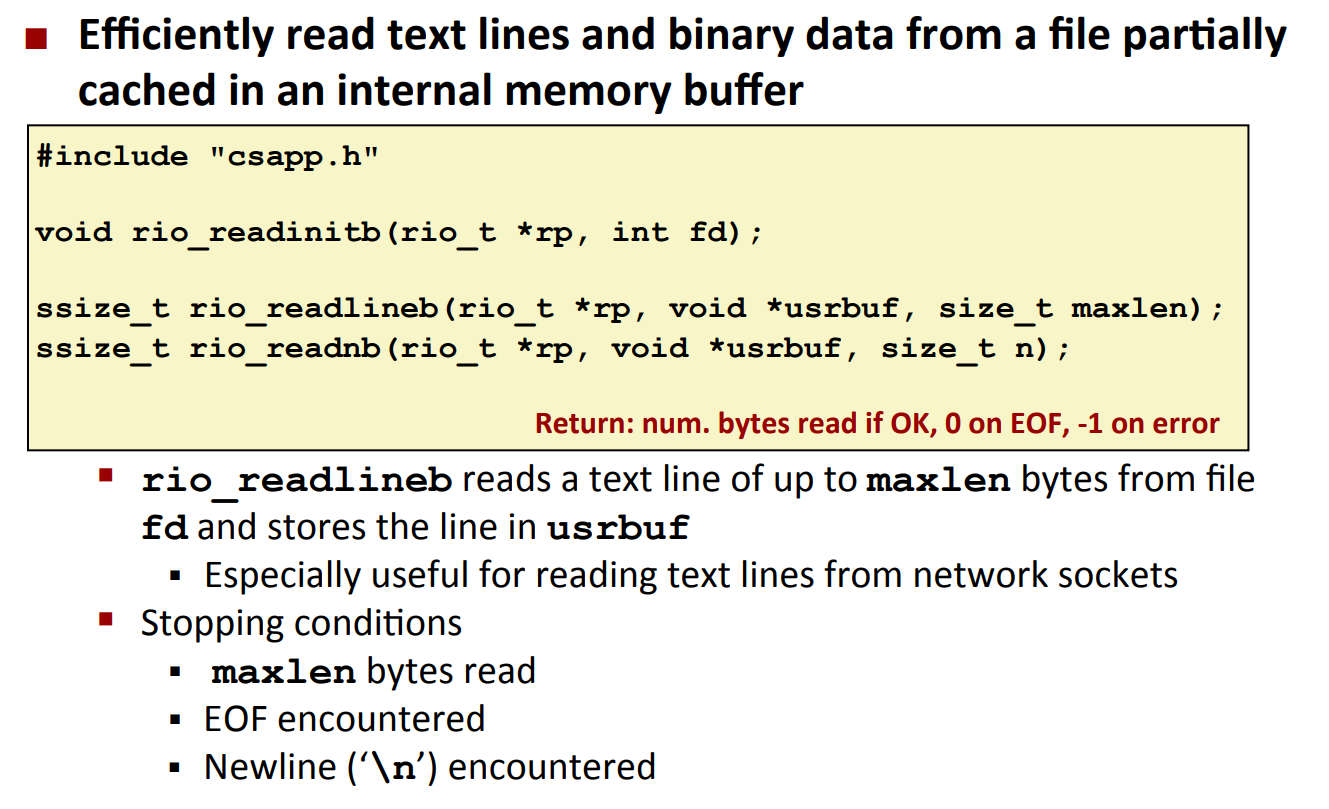 Efficiently read text lines and binary data from a file partially
cached in an internal memory buffer
#include "csapp.h"
void rio_readinitb(rio_t *rp, int fd);
ssize_t rio_readlineb(rio_t *rp, void *usrbuf, size_t maxlen);
ssize_t rio_readnb(rio_t *rp, void *usrbuf, size_t n);
Return: num. bytes read if OK, 0 on EOF, -1 on error
rio_readlineb reads a text line of up to maxlen bytes from file
fd and stores the line in usrbuf
Especially useful for reading text lines from network sockets
Stopping conditions
maxlen bytes read
EOF encountered
Newline (‘\n’) encountered